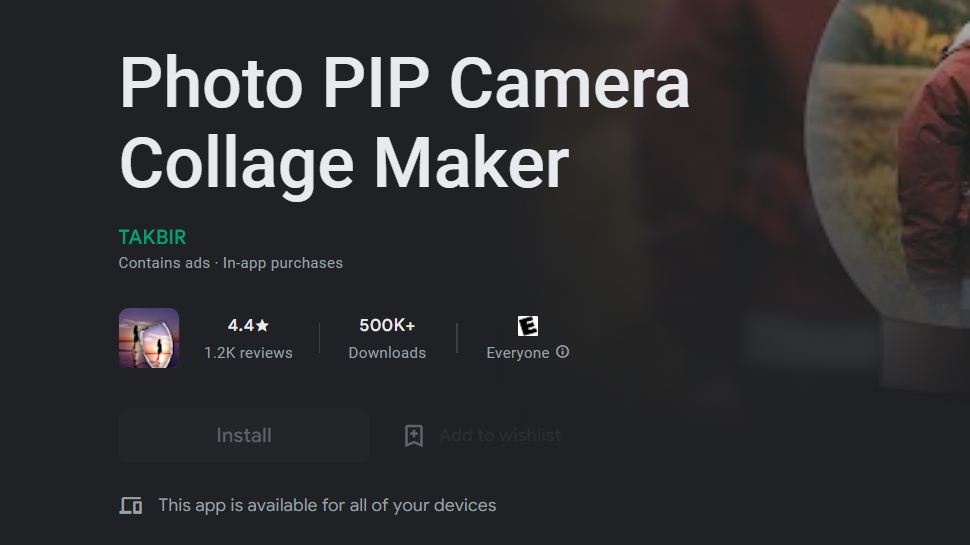 Photo PIP Camera
Collage Maker
TAKBIR
Contains ads · In-app purchases
4.4★ 500K+ E
1.2K reviews Downloads Everyone
Install Add to wishlist
This app is available for all of your devices